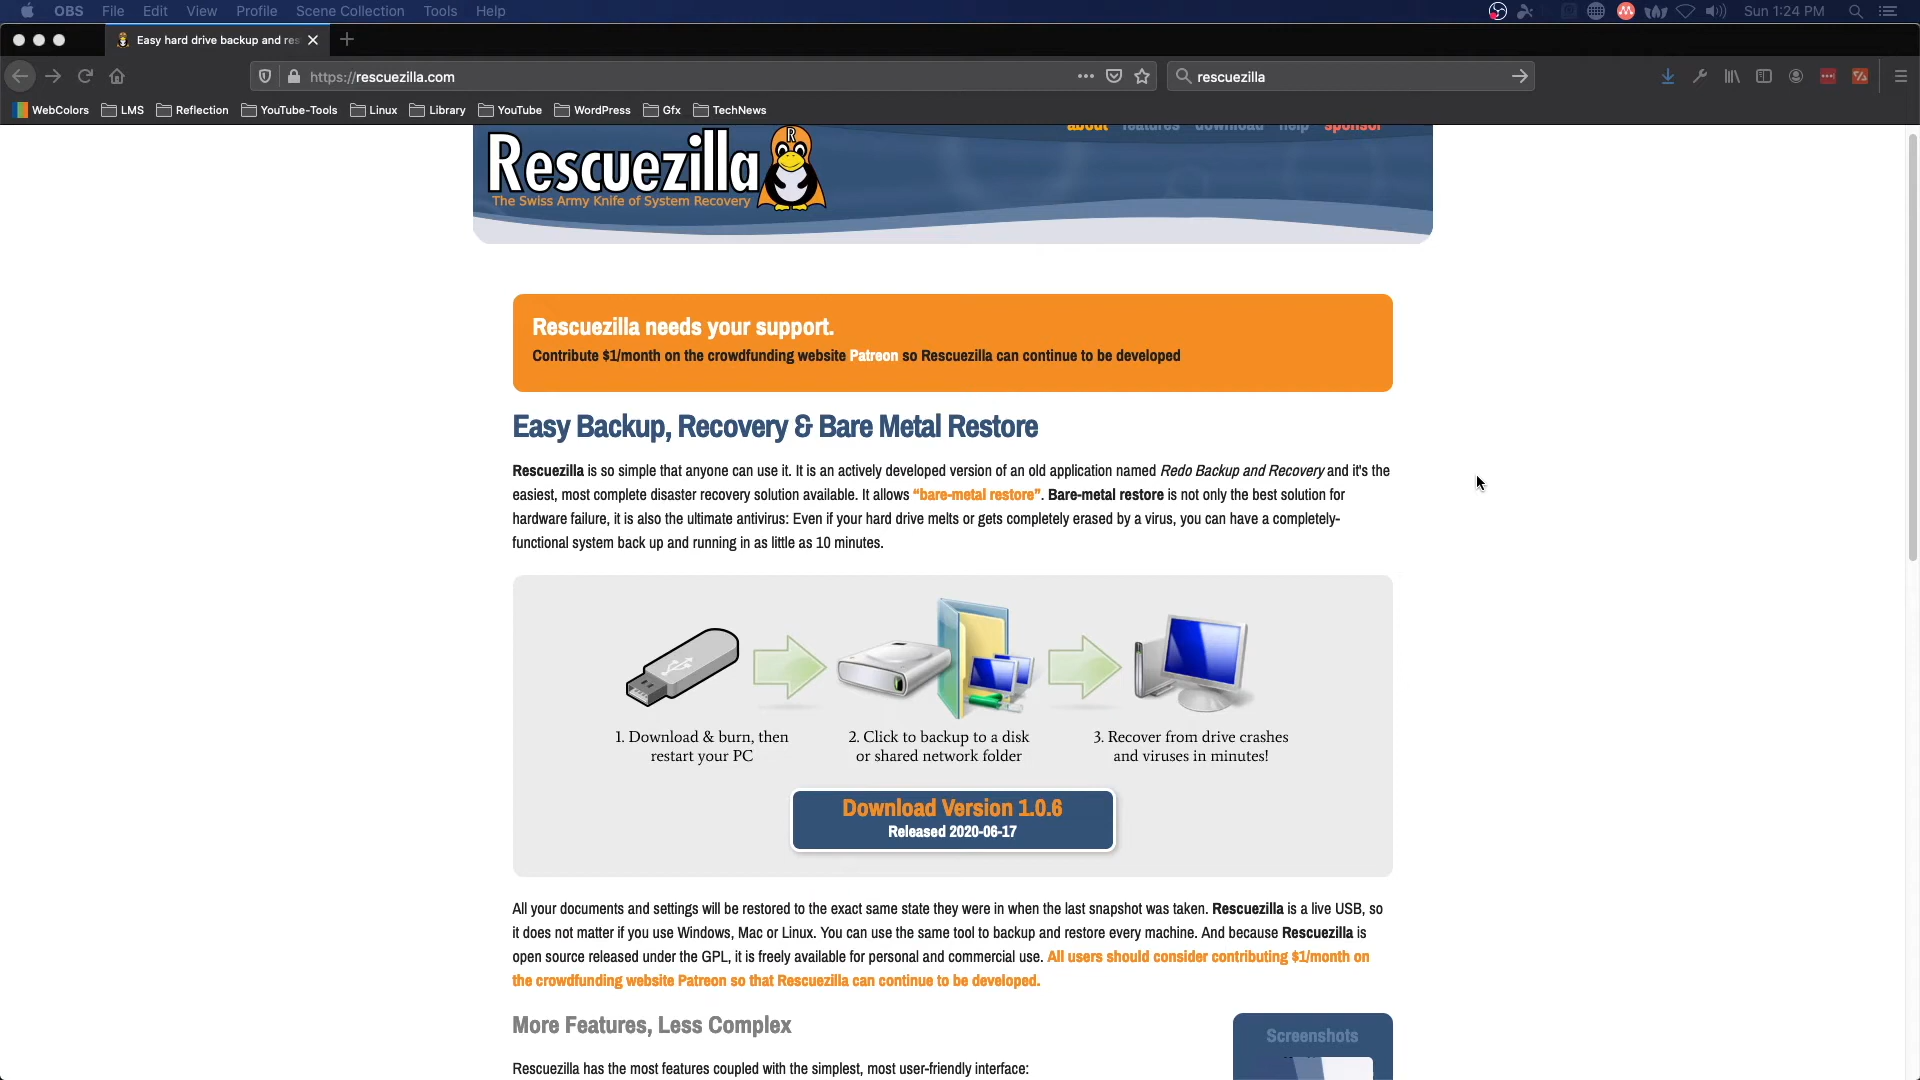 OBS File Edit View Profile Scene Collection Tools Help Sun 1:24 PM
Easy hard drive backup and res
https://rescuezilla.com rescuezilla
WebColors LMS Reflection YouTube-Tools Linux Library YouTube WordPress Gfx TechNews
about features download help sponsor
Rescuezilla R
The Swiss Army Knife of System Recovery
Rescuezilla needs your support.
Contribute $1/month on the crowdfunding website Patreon so Rescuezilla can continue to be developed
Easy Backup, Recovery & Bare Metal Restore
Rescuezilla is so simple that anyone can use it. It is an actively developed version of an old application named Redo Backup and Recovery and it's the
easiest, most complete disaster recovery solution available. It allows “bare-metal restore”. Bare-metal restore is not only the best solution for
hardware failure, it is also the ultimate antivirus: Even if your hard drive melts or gets completely erased by a virus, you can have a completely-
functional system back up and running in as little as 10 minutes.
1. Download & burn, then
restart your PC
2. Click to backup to a disk
or shared network folder
3. Recover from drive crashes
and viruses in minutes!
Download Version 1.0.6
Released 2020-06-17
All your documents and settings will be restored to the exact same state they were in when the last snapshot was taken. Rescuezilla is a live USB, so
it does not matter if you use Windows, Mac or Linux. You can use the same tool to backup and restore every machine. And because Rescuezilla is
open source released under the GPL, it is freely available for personal and commercial use. All users should consider contributing $1/month on
the crowdfunding website Patreon so that Rescuezilla can continue to be developed.
More Features, Less Complex
Screenshots
Rescuezilla has the most features coupled with the simplest, most user-friendly interface: